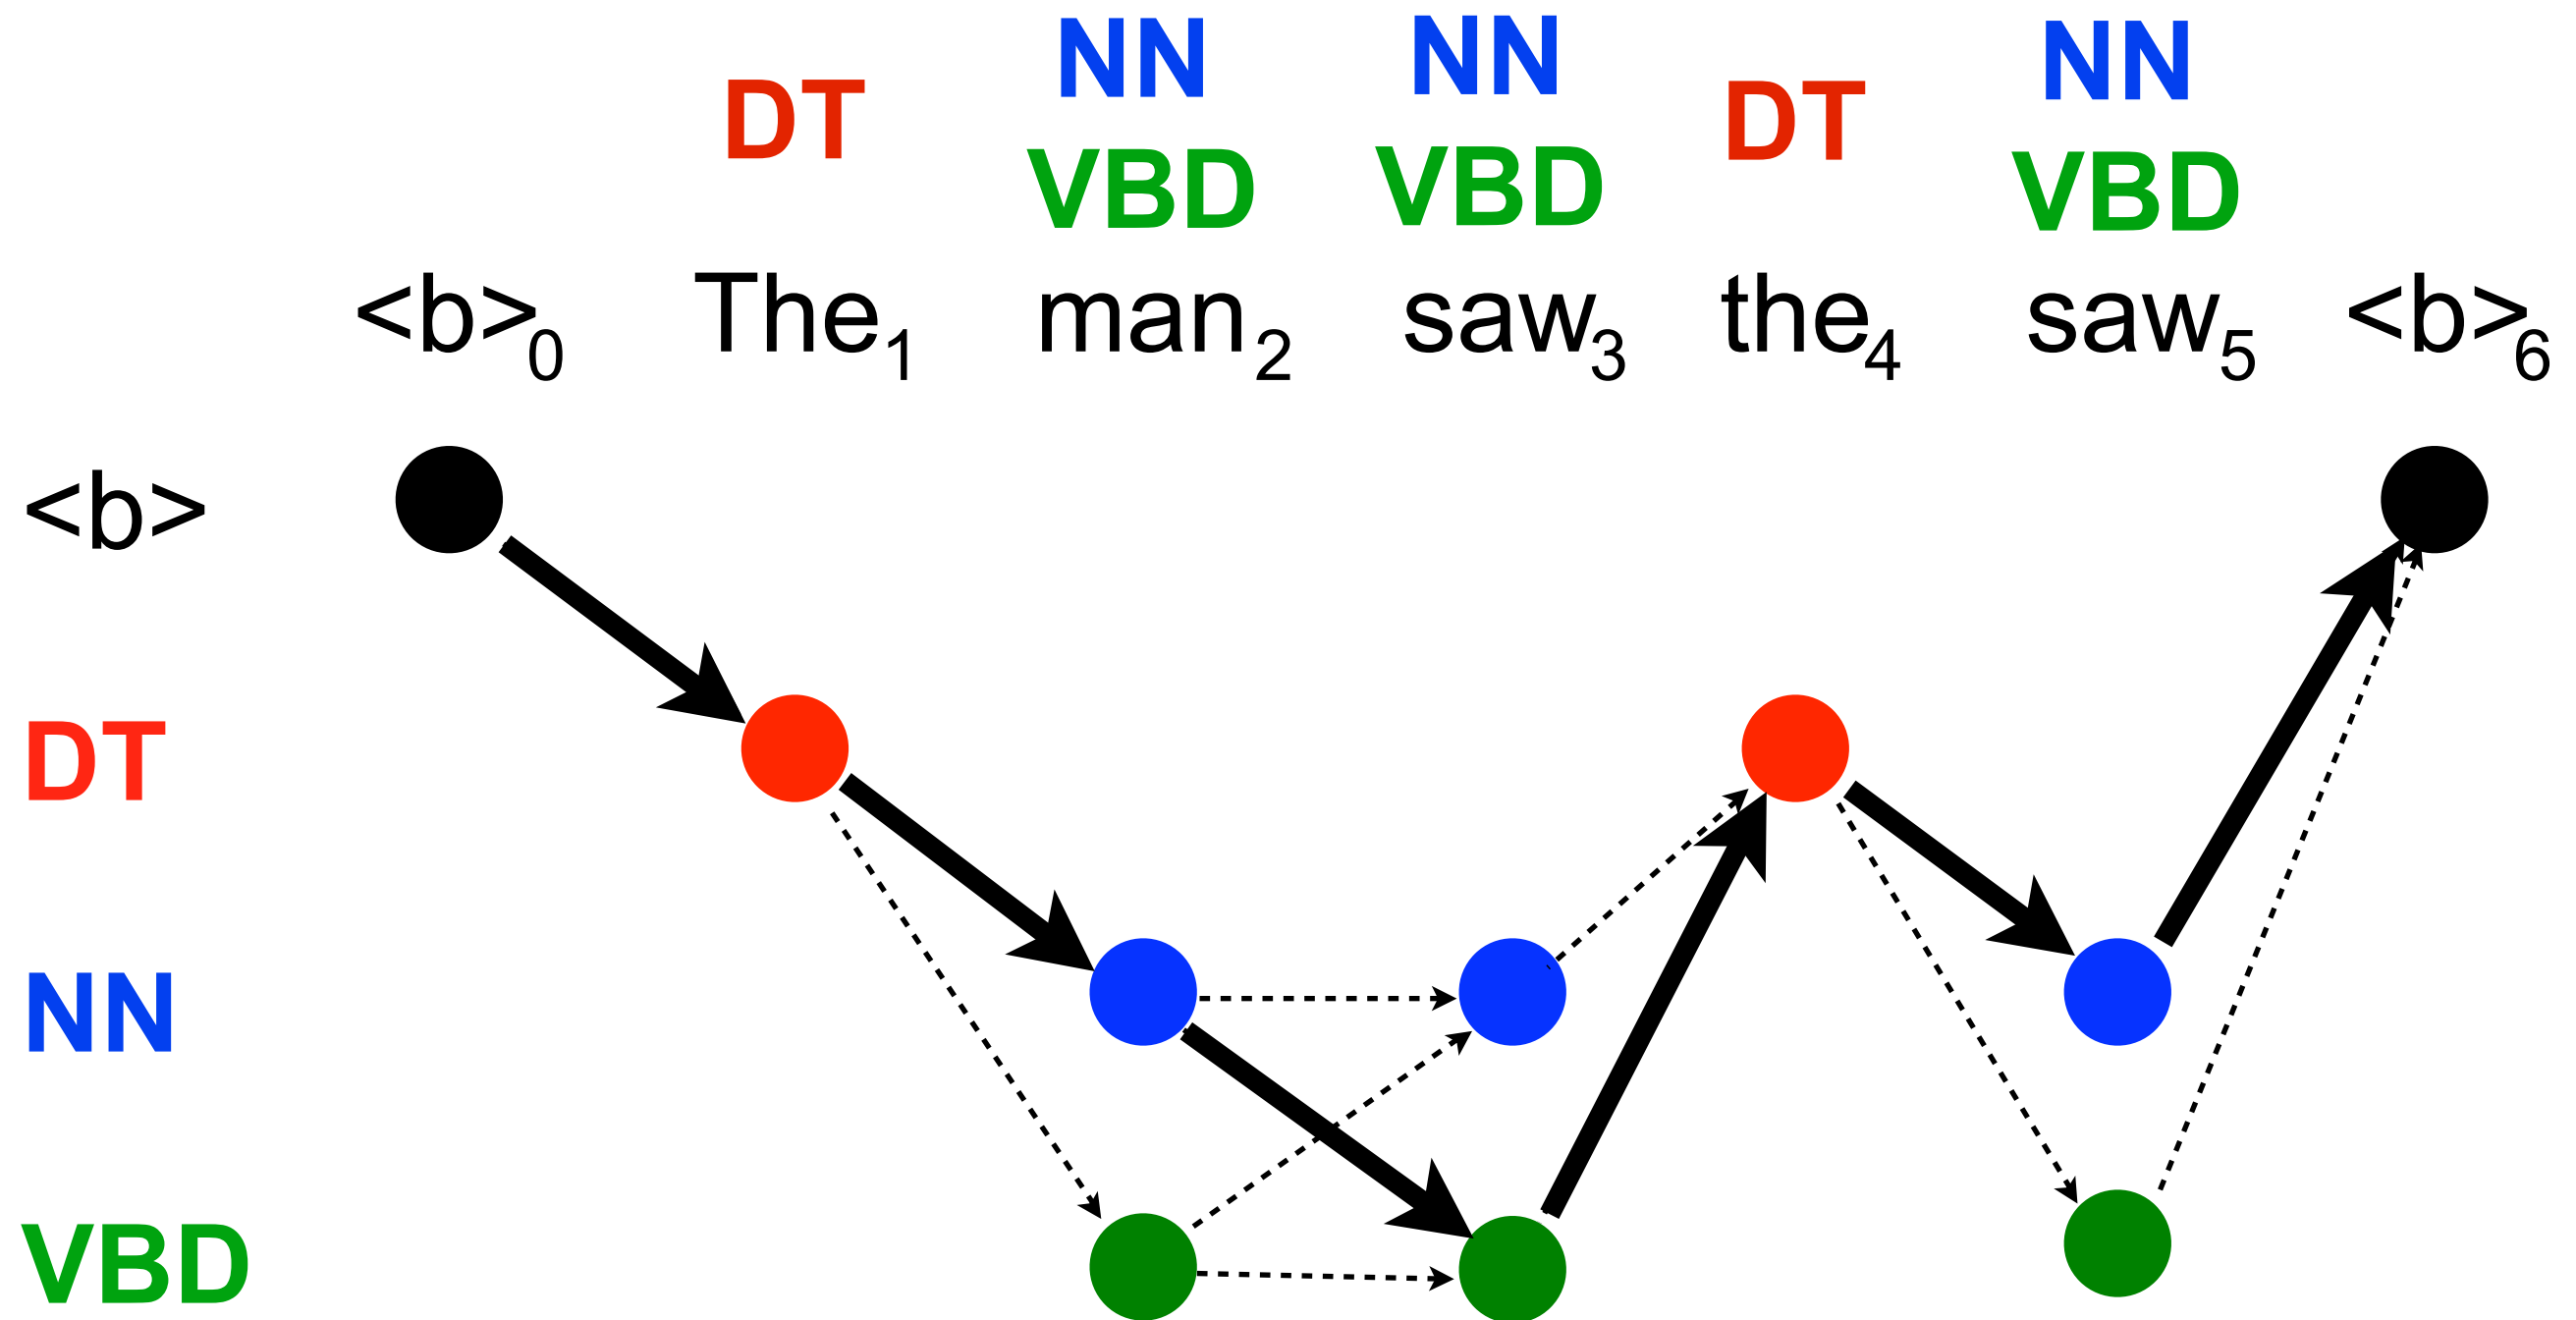 NN NN NN
DT DT
VBD VBD VBD
<b>0 The1 man2 saw3 the4 saw5 <b>6
<b>
DT
NN
VBD